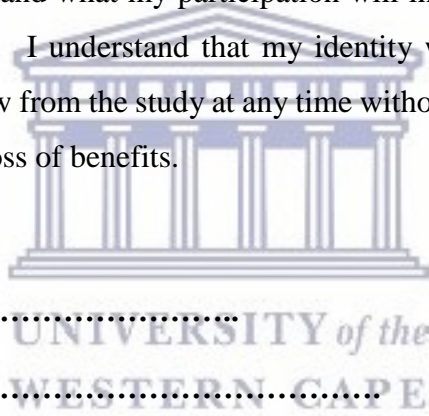 and what my participation will in
I understand that my identity
w from the study at any time witho
oss of benefits.
UNIVERSITY of the
WESTERN CAPE